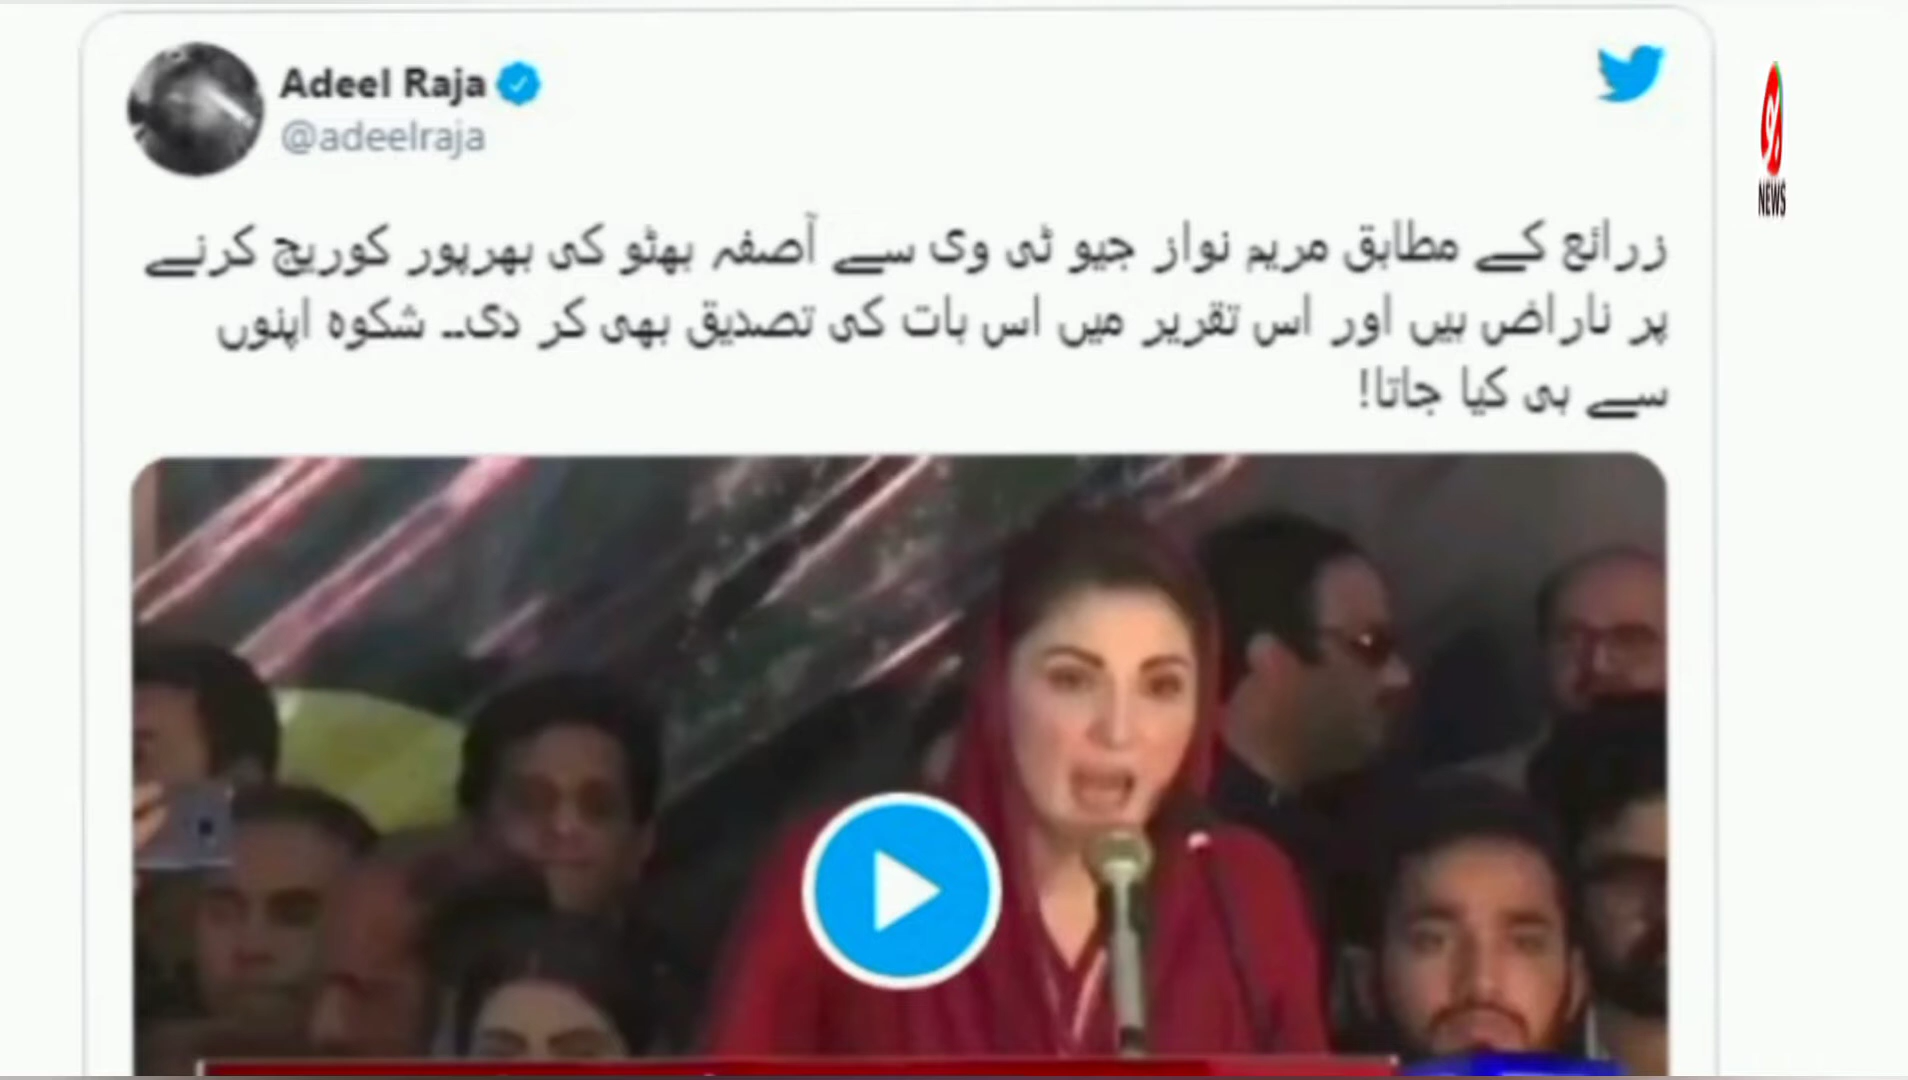 Adeel Raja
@adeelraja
زرائع کے مطابق مریم نواز جیو ٹی وی سے آصفہ بھٹو کی بھرپور کوریج کرنے
پر ناراض ہیں اور اس تقریر میں اس بات کی تصدیق بھی کر دی۔۔ شکوہ اپنوں
سے ہی کیا جاتا!
NEWS